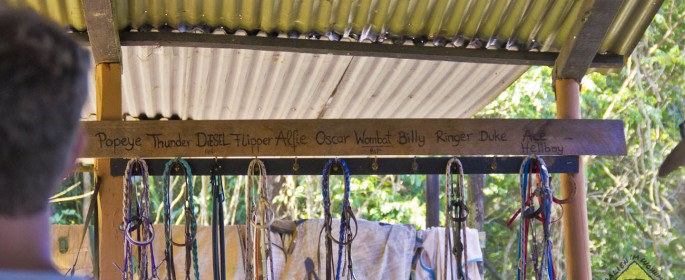 Popeye Thunder DIESEL Flipper Alfie Oscar Wombat Billy Ringer Duke Ace
Hellboy